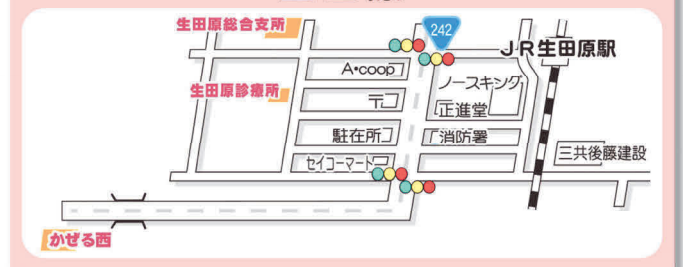 生田原総合支所
242
JR生田原駅
A•coop
生田原診療所
ノースキング
〒
正進堂
駐在所
消防署
セイコーマート
三共後藤建設
かぜる西